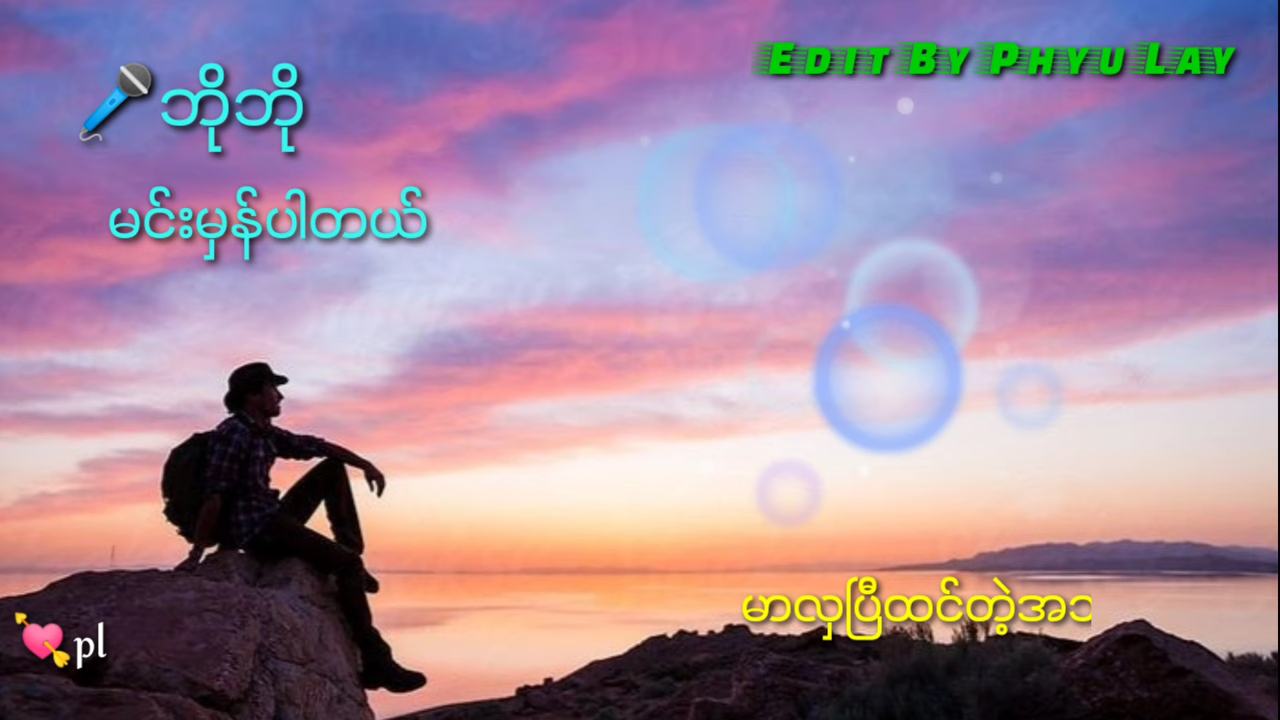 ဘိုဘို
Edit By Phyu Lay
မင်းမှန်ပါတယ်
မာလှပြီထင်တဲ့အ
pl